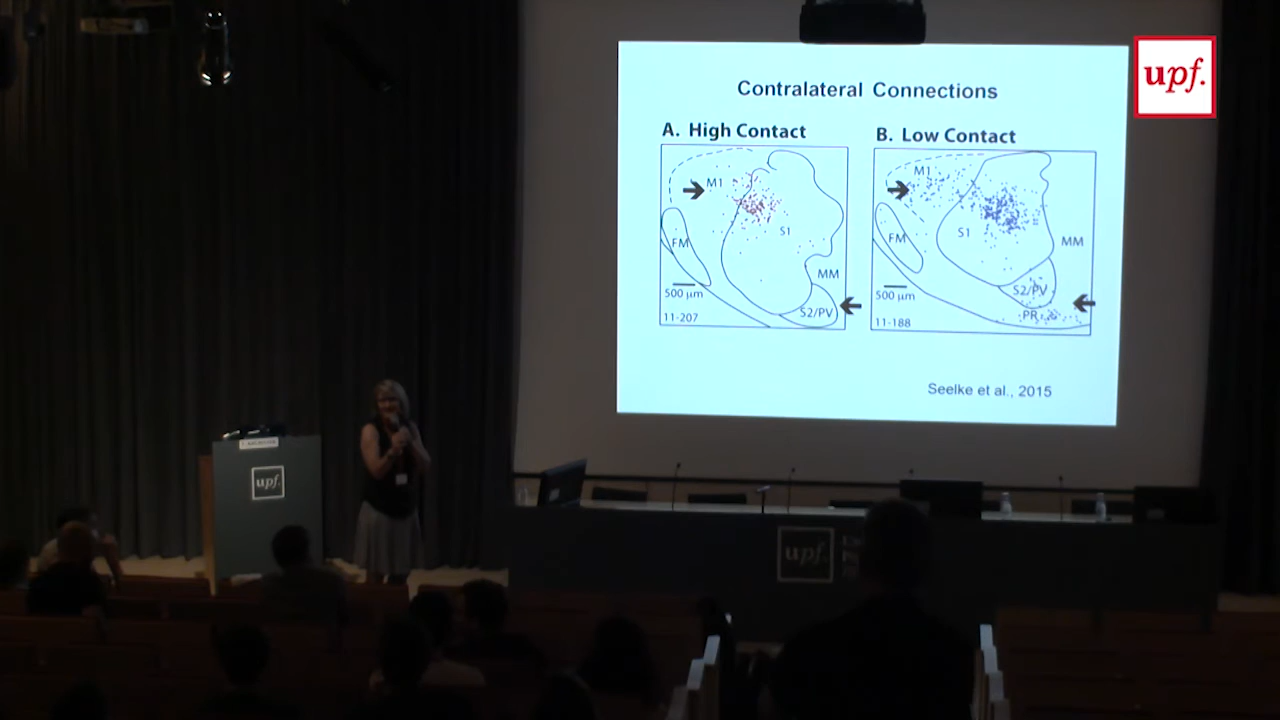 Contralateral Connections
upf.
A. High Contact
B. Low Contact
M1
M1
S1
S1
FM
FM
MM
MM
500 µm
500 µm
S2/PV
S2/PV
PR
11-207
11-188
Seelke et al., 2015
upf.
upf.